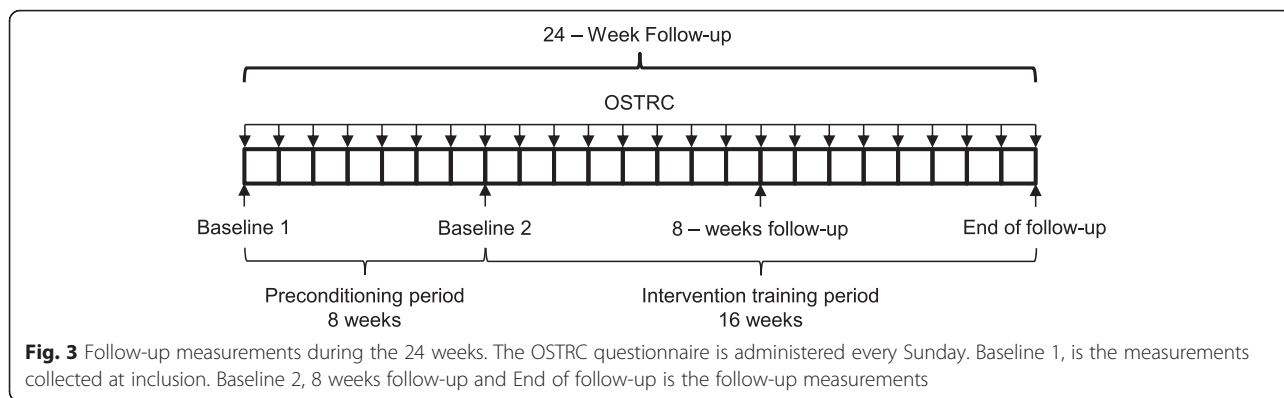 24 – Week Follow-up
OSTRC
Baseline 1
Baseline 2
8 – weeks follow-up
End of follow-up
Preconditioning period
8 weeks
Intervention training period
16 weeks
Fig. 3 Follow-up measurements during the 24 weeks. The OSTRC questionnaire is administered every Sunday. Baseline 1, is the measurements
collected at inclusion. Baseline 2, 8 weeks follow-up and End of follow-up is the follow-up measurements